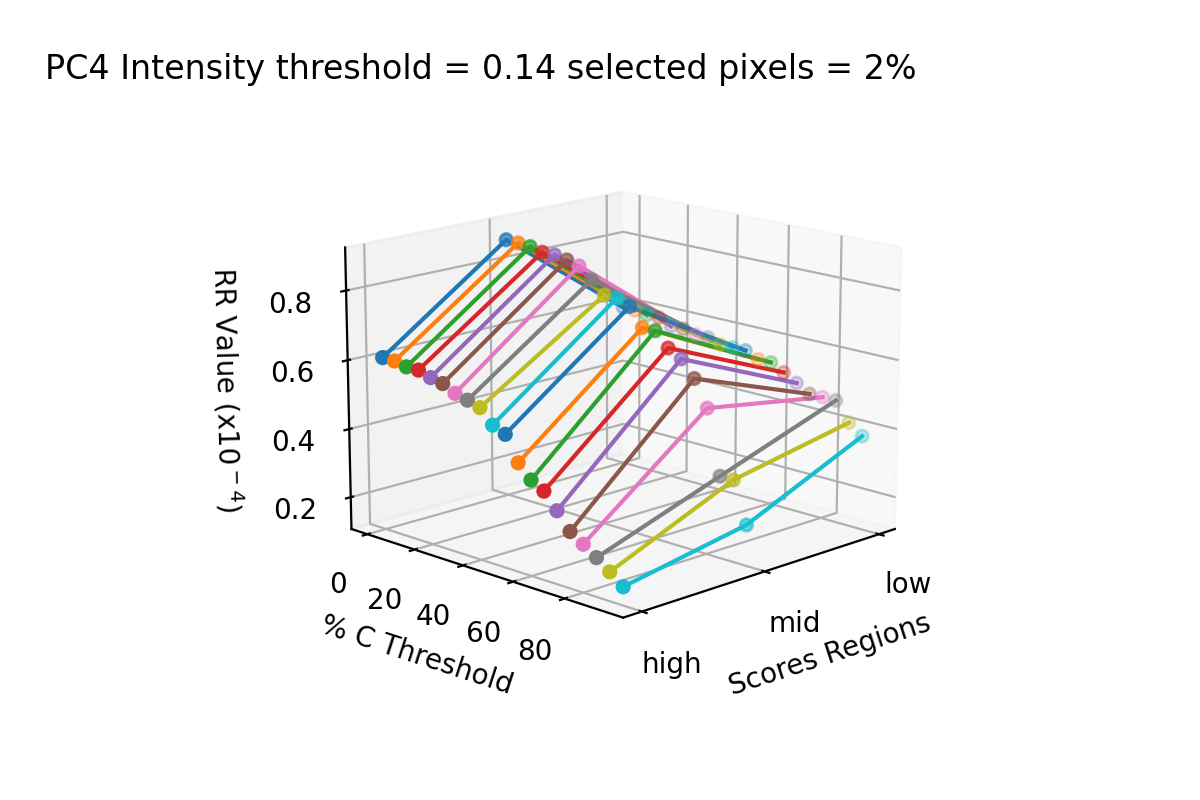 PC4 Intensity threshold = 0.14 selected pixels = 2%
RR Value (x10⁻⁴)
0.8
0.6
0.4
0.2
0
20
40
60
80
% C Threshold
high
mid
low
Scores Regions